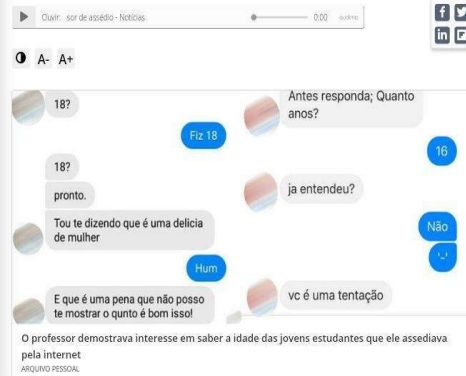 Ouvir: sor de assédio - Notícias
0:00
audima
A- A+
18?
Fiz 18
18?
pronto.
Tou te dizendo que é uma delicia
de mulher
Hum
E que é uma pena que não posso
te mostrar o qunto é bom isso!
Antes responda; Quanto
anos?
16
ja entendeu?
Não
vc é uma tentação
O professor demostrava interesse em saber a idade das jovens estudantes que ele assediava
pela internet
ARQUIVO PESSOAL